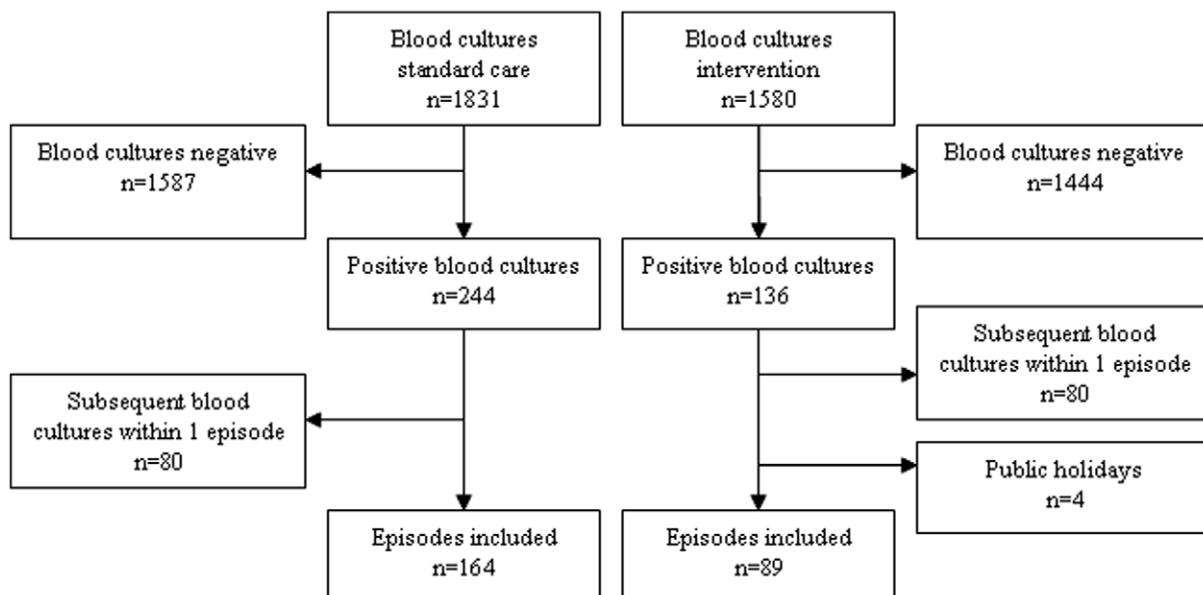 Blood cultures
standard care
n=1831
Blood cultures
intervention
n=1580
Blood cultures negative
n=1587
Blood cultures negative
n=1444
Positive blood cultures
n=244
Positive blood cultures
n=136
Subsequent blood
cultures within 1 episode
n=80
Subsequent blood
cultures within 1 episode
n=80
Public holidays
n=4
Episodes included
n=164
Episodes included
n=89